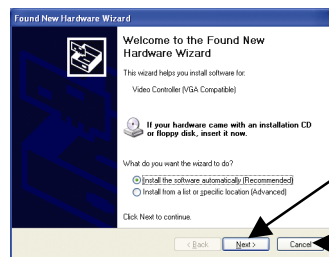 Found New Hardware Wizard
Welcome to the Found New
Hardware Wizard
This wizard helps you install software for:
Video Controller (VGA Compatible)
If your hardware came with an installation CD
or floppy disk, insert it now.
What do you want the wizard to do?
Install the software automatically (Recommended)
Install from a list or specific location (Advanced)
Click Next to continue.
< Back Next > Cancel